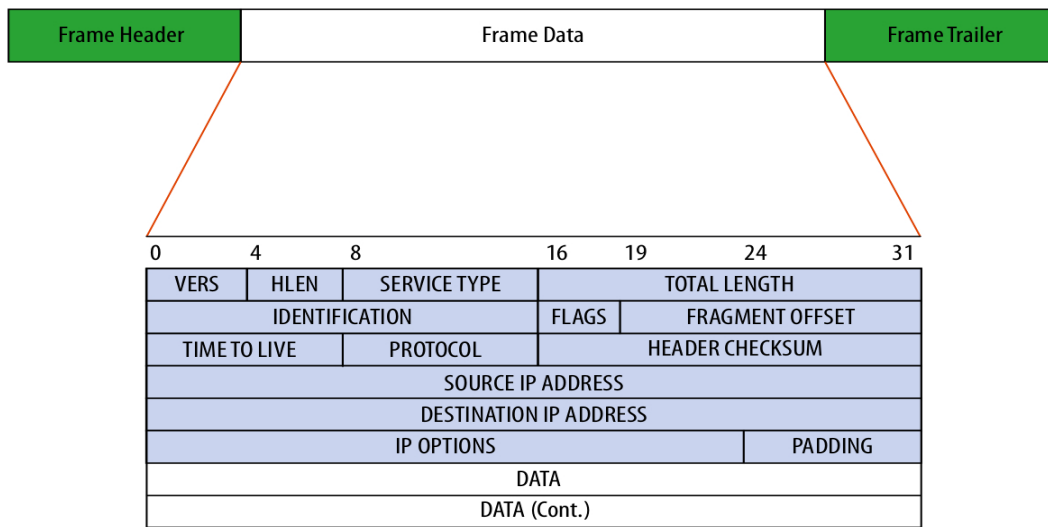 Frame Header Frame Data Frame Trailer
0 4 8 16 19 24 31
VERS HLEN SERVICE TYPE TOTAL LENGTH
IDENTIFICATION FLAGS FRAGMENT OFFSET
TIME TO LIVE PROTOCOL HEADER CHECKSUM
SOURCE IP ADDRESS
DESTINATION IP ADDRESS
IP OPTIONS PADDING
DATA
DATA (Cont.)